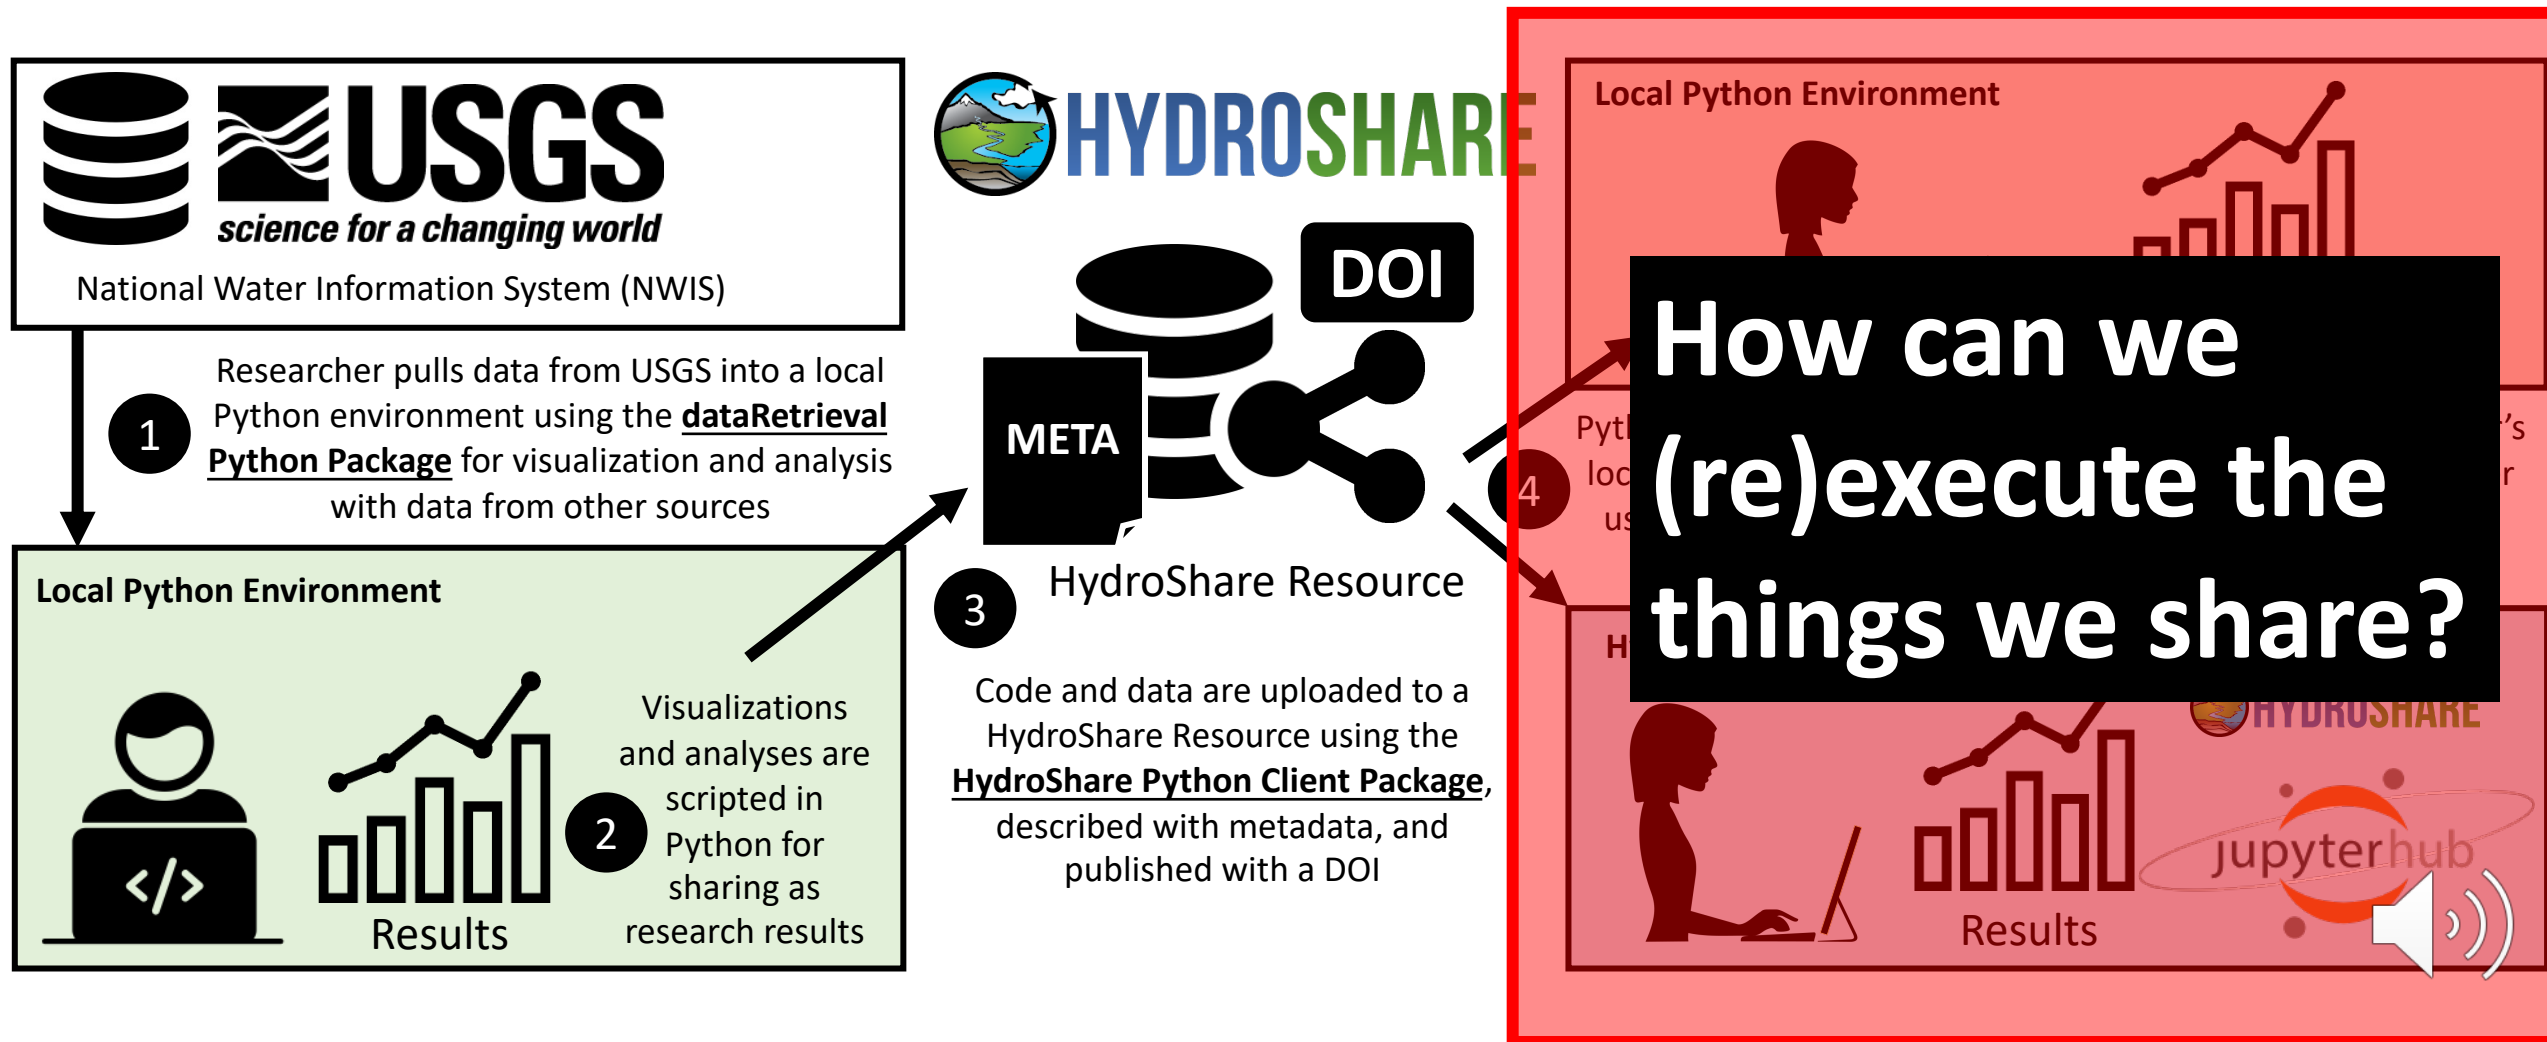 USGS
science for a changing world
National Water Information System (NWIS)
1
Researcher pulls data from USGS into a local
Python environment using the dataRetrieval
Python Package for visualization and analysis
with data from other sources
Local Python Environment
</>
Results
2
Visualizations
and analyses are
scripted in
Python for
sharing as
research results
HYDROSHARE
DOI
META
HydroShare Resource
3
Code and data are uploaded to a
HydroShare Resource using the
HydroShare Python Client Package,
described with metadata, and
published with a DOI
Local Python Environment
4
How can we
(re)execute the
things we share?
HYDROSHARE
jupyterhub
Results